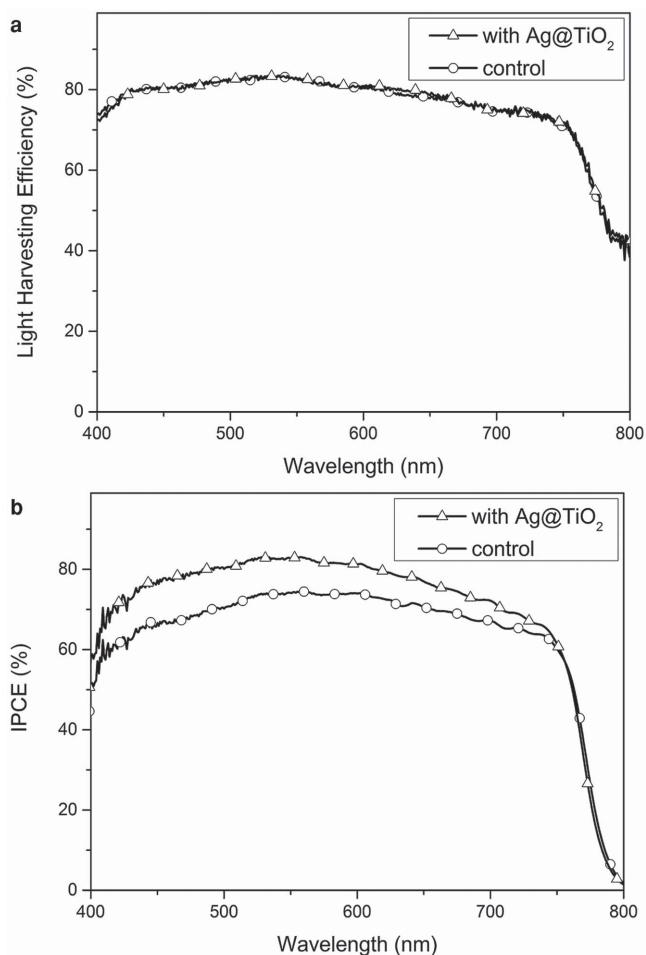 a
with Ag@TiO₂
control
Light Harvesting Efficiency (%)
80
60
40
20
0
400 500 600 700 800
Wavelength (nm)
b
with Ag@TiO₂
control
IPCE (%)
80
60
40
20
0
400 500 600 700 800
Wavelength (nm)